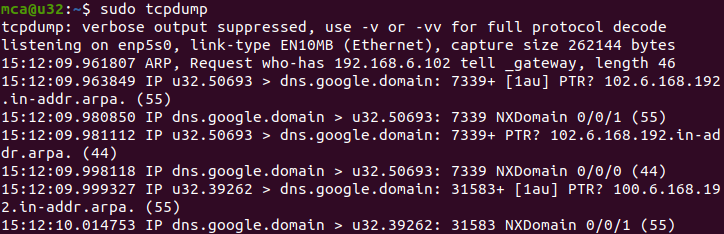 mca@u32:~$ sudo tcpdump
tcpdump: verbose output suppressed, use -v or -vv for full protocol decode
listening on enp5s0, link-type EN10MB (Ethernet), capture size 262144 bytes
15:12:09.961807 ARP, Request who-has 192.168.6.102 tell _gateway, length 46
15:12:09.963849 IP u32.50693 > dns.google.domain: 7339+ [1au] PTR? 102.6.168.192
.in-addr.arpa. (55)
15:12:09.980850 IP dns.google.domain > u32.50693: 7339 NXDomain 0/0/1 (55)
15:12:09.981112 IP u32.50693 > dns.google.domain: 7339+ PTR? 102.6.168.192.in-ad
dr.arpa. (44)
15:12:09.998118 IP dns.google.domain > u32.50693: 7339 NXDomain 0/0/0 (44)
15:12:09.999327 IP u32.39262 > dns.google.domain: 31583+ [1au] PTR? 100.6.168.19
2.in-addr.arpa. (55)
15:12:10.014753 IP dns.google.domain > u32.39262: 31583 NXDomain 0/0/1 (55)